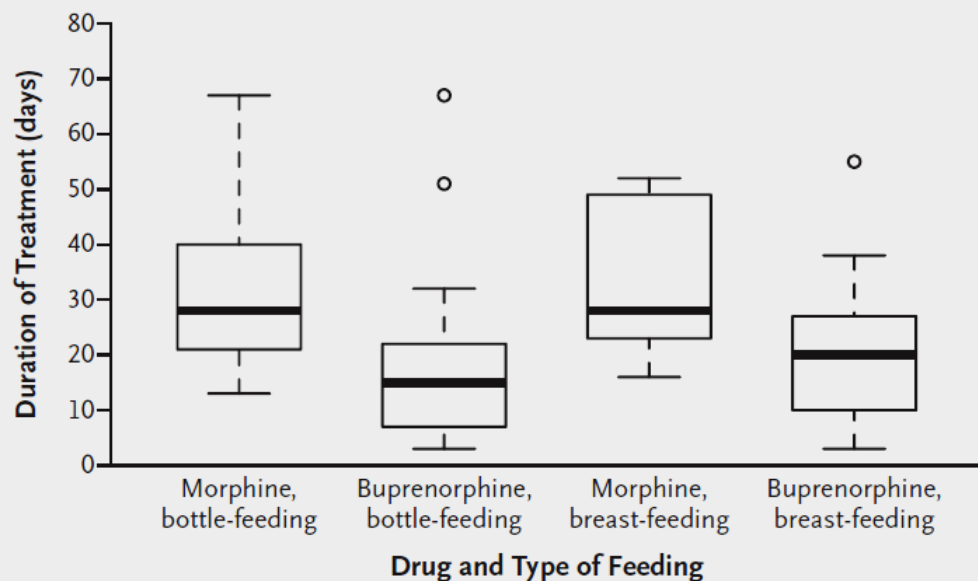 Duration of Treatment (days)
80
70
60
50
40
30
20
10
0
Morphine,
bottle-feeding
Buprenorphine,
bottle-feeding
Morphine,
breast-feeding
Buprenorphine,
breast-feeding
Drug and Type of Feeding